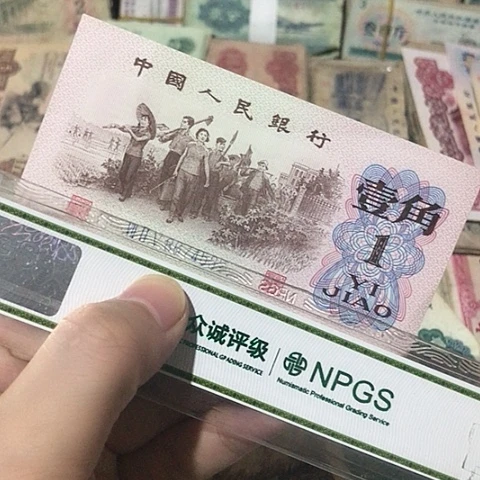 中國人民銀行
壹角
1
YI
JIAO
众诚评级
PROFESSIONAL GRADING SERVICE
NPGS
Numismatic Professional Grading Service